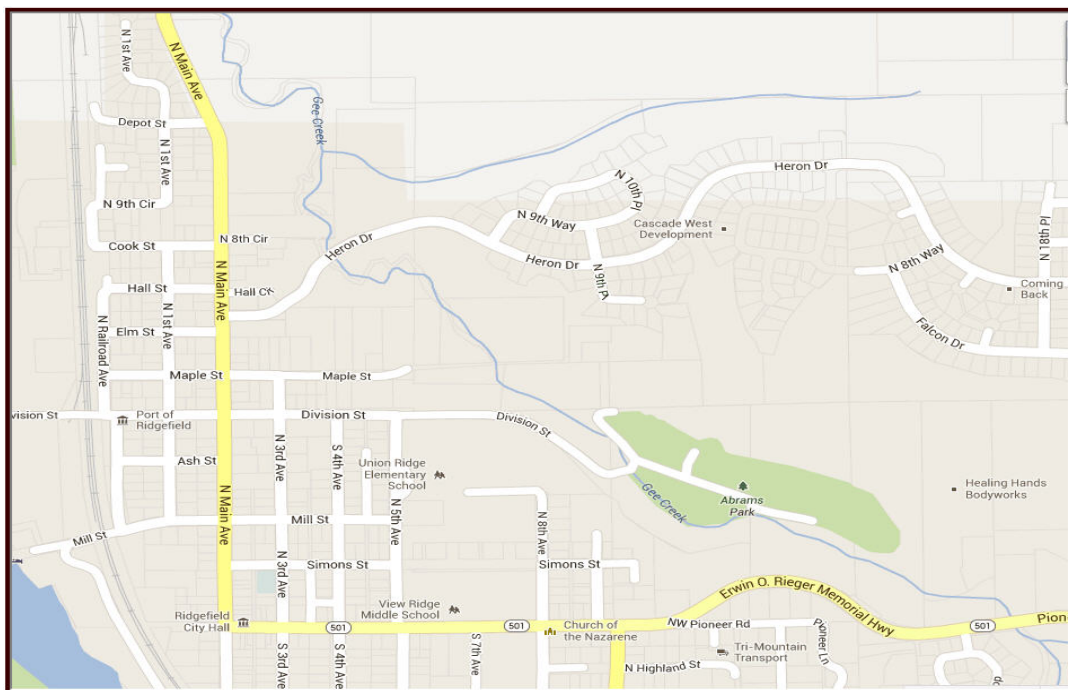 N 1st Ave
N Main Ave
Gee Creek
Depot St
N 1st Ave
N 10th Pl
Heron Dr
N 9th Cir
N 9th Way
Cascade West
Development
N 18th Pl
Cook St
N 8th Cir
Heron Dr
Heron Dr
N 9th Pl
N 8th Way
N Main Ave
Hall St
Hall Cir
Coming
Back
N Railroad Ave
N 1st Ave
Elm St
Falcon Dr
Maple St
Maple St
vision St
Port of
Ridgefield
Division St
Division St
N 3rd Ave
S 4th Ave
Ash St
Union Ridge
Elementary
School
N 5th Ave
Gee Creek
Abrams
Park
Healing Hands
Bodyworks
N Main Ave
Mill St
Mill St
N 8th Ave
N 3rd Ave
Simons St
Simons St
Erwin O. Rieger Memorial Hwy
View Ridge
Middle School
Ridgefield
City Hall
501
501
501
Pione
Church of
the Nazarene
NW Pioneer Rd
Pioneer Ln
S 3rd Ave
S 4th Ave
S 7th Ave
Tri-Mountain
Transport
N Highland St